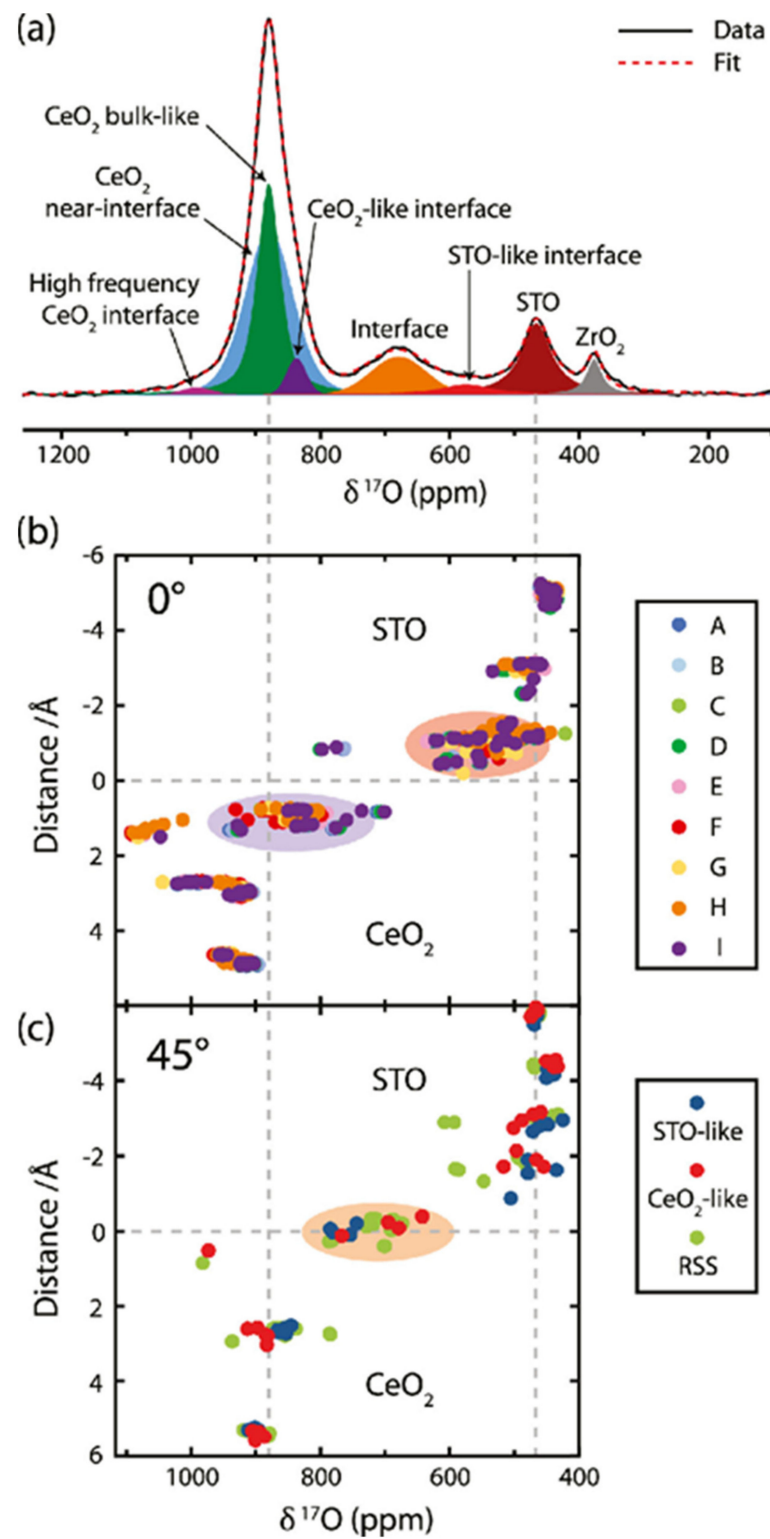 (a)
Data
Fit
CeO₂ bulk-like
CeO₂
near-interface
CeO₂-like interface
High frequency
CeO₂ interface
STO-like interface
Interface
STO
ZrO₂
1200 1000 800 600 400 200
δ ¹⁷O (ppm)
(b)
0°
STO
Distance /Å
-6
-4
-2
0
2
4
CeO₂
A
B
C
D
E
F
G
H
I
(c)
45°
STO
Distance /Å
-4
-2
0
2
4
6
CeO₂
STO-like
CeO₂-like
RSS
1000 800 600 400
δ ¹⁷O (ppm)